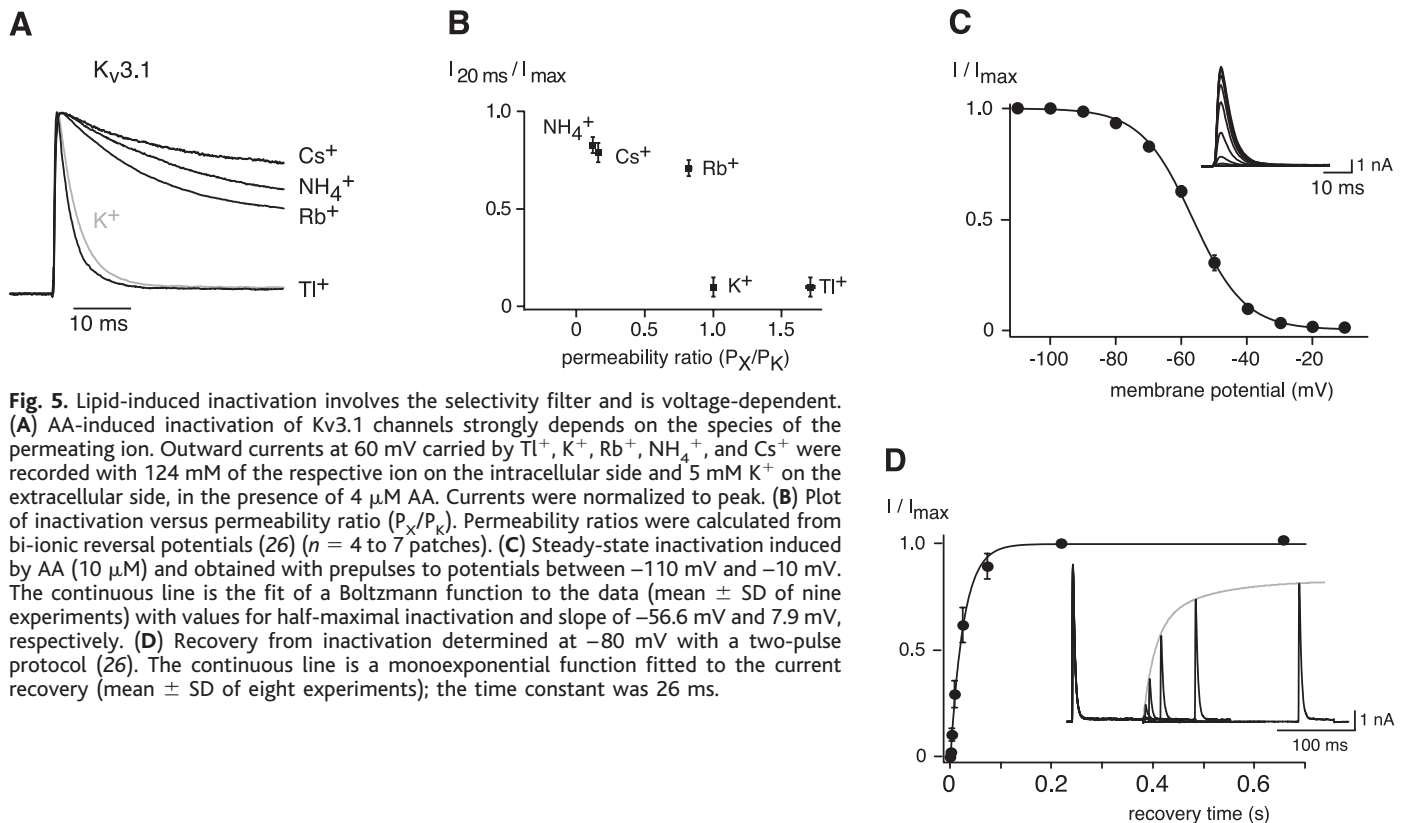 A
Kv3.1
Cs+
NH4+
Rb+
K+
Tl+
10 ms
B
I 20 ms / I max
1.0
0.5
0
NH4+
Cs+
Rb+
K+
Tl+
0 0.5 1.0 1.5
permeability ratio (PX/PK)
C
I / Imax
1.0
0.5
0
1 nA
10 ms
-100 -80 -60 -40 -20
membrane potential (mV)
Fig. 5. Lipid-induced inactivation involves the selectivity filter and is voltage-dependent.
(A) AA-induced inactivation of Kv3.1 channels strongly depends on the species of the
permeating ion. Outward currents at 60 mV carried by Tl+, K+, Rb+, NH4+, and Cs+ were
recorded with 124 mM of the respective ion on the intracellular side and 5 mM K+ on the
extracellular side, in the presence of 4 μM AA. Currents were normalized to peak. (B) Plot
of inactivation versus permeability ratio (PX/PK). Permeability ratios were calculated from
bi-ionic reversal potentials (26) (n = 4 to 7 patches). (C) Steady-state inactivation induced
by AA (10 μM) and obtained with prepulses to potentials between –110 mV and –10 mV.
The continuous line is the fit of a Boltzmann function to the data (mean ± SD of nine
experiments) with values for half-maximal inactivation and slope of –56.6 mV and 7.9 mV,
respectively. (D) Recovery from inactivation determined at –80 mV with a two-pulse
protocol (26). The continuous line is a monoexponential function fitted to the current
recovery (mean ± SD of eight experiments); the time constant was 26 ms.
D
I / Imax
1.0
0.5
0
1 nA
100 ms
0 0.2 0.4 0.6
recovery time (s)